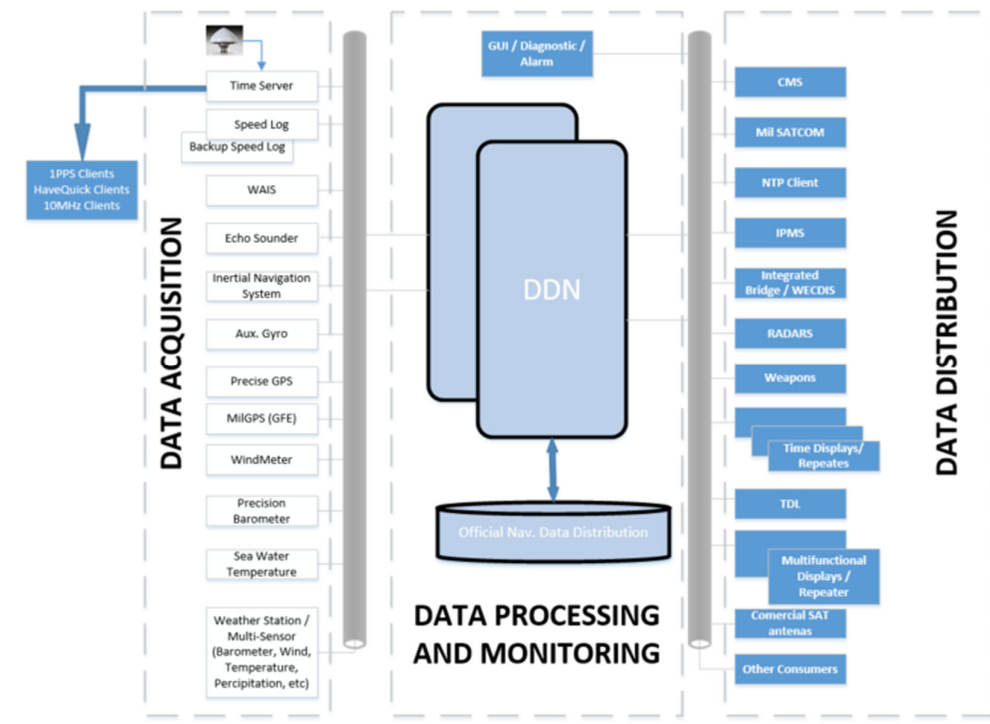 Time Server
Speed Log
Backup Speed Log
1PPS Clients
HaveQuick Clients
10MHz Clients
WAIS
Echo Sounder
Inertial Navigation
System
Aux. Gyro
Precise GPS
MilGPS (GFE)
WindMeter
Precision
Barometer
Sea Water
Temperature
Weather Station /
Multi-Sensor
(Barometer, Wind,
Temperature,
Percipitation, etc)
DATA ACQUISITION
GUI / Diagnostic /
Alarm
DDN
Official Nav. Data Distribution
DATA PROCESSING
AND MONITORING
CMS
Mil SATCOM
NTP Client
IPMS
Integrated
Bridge / WECDIS
RADARS
Weapons
Time Displays/
Repeates
TDL
Multifunctional
Displays /
Repeater
Comercial SAT
antenas
Other Consumers
DATA DISTRIBUTION